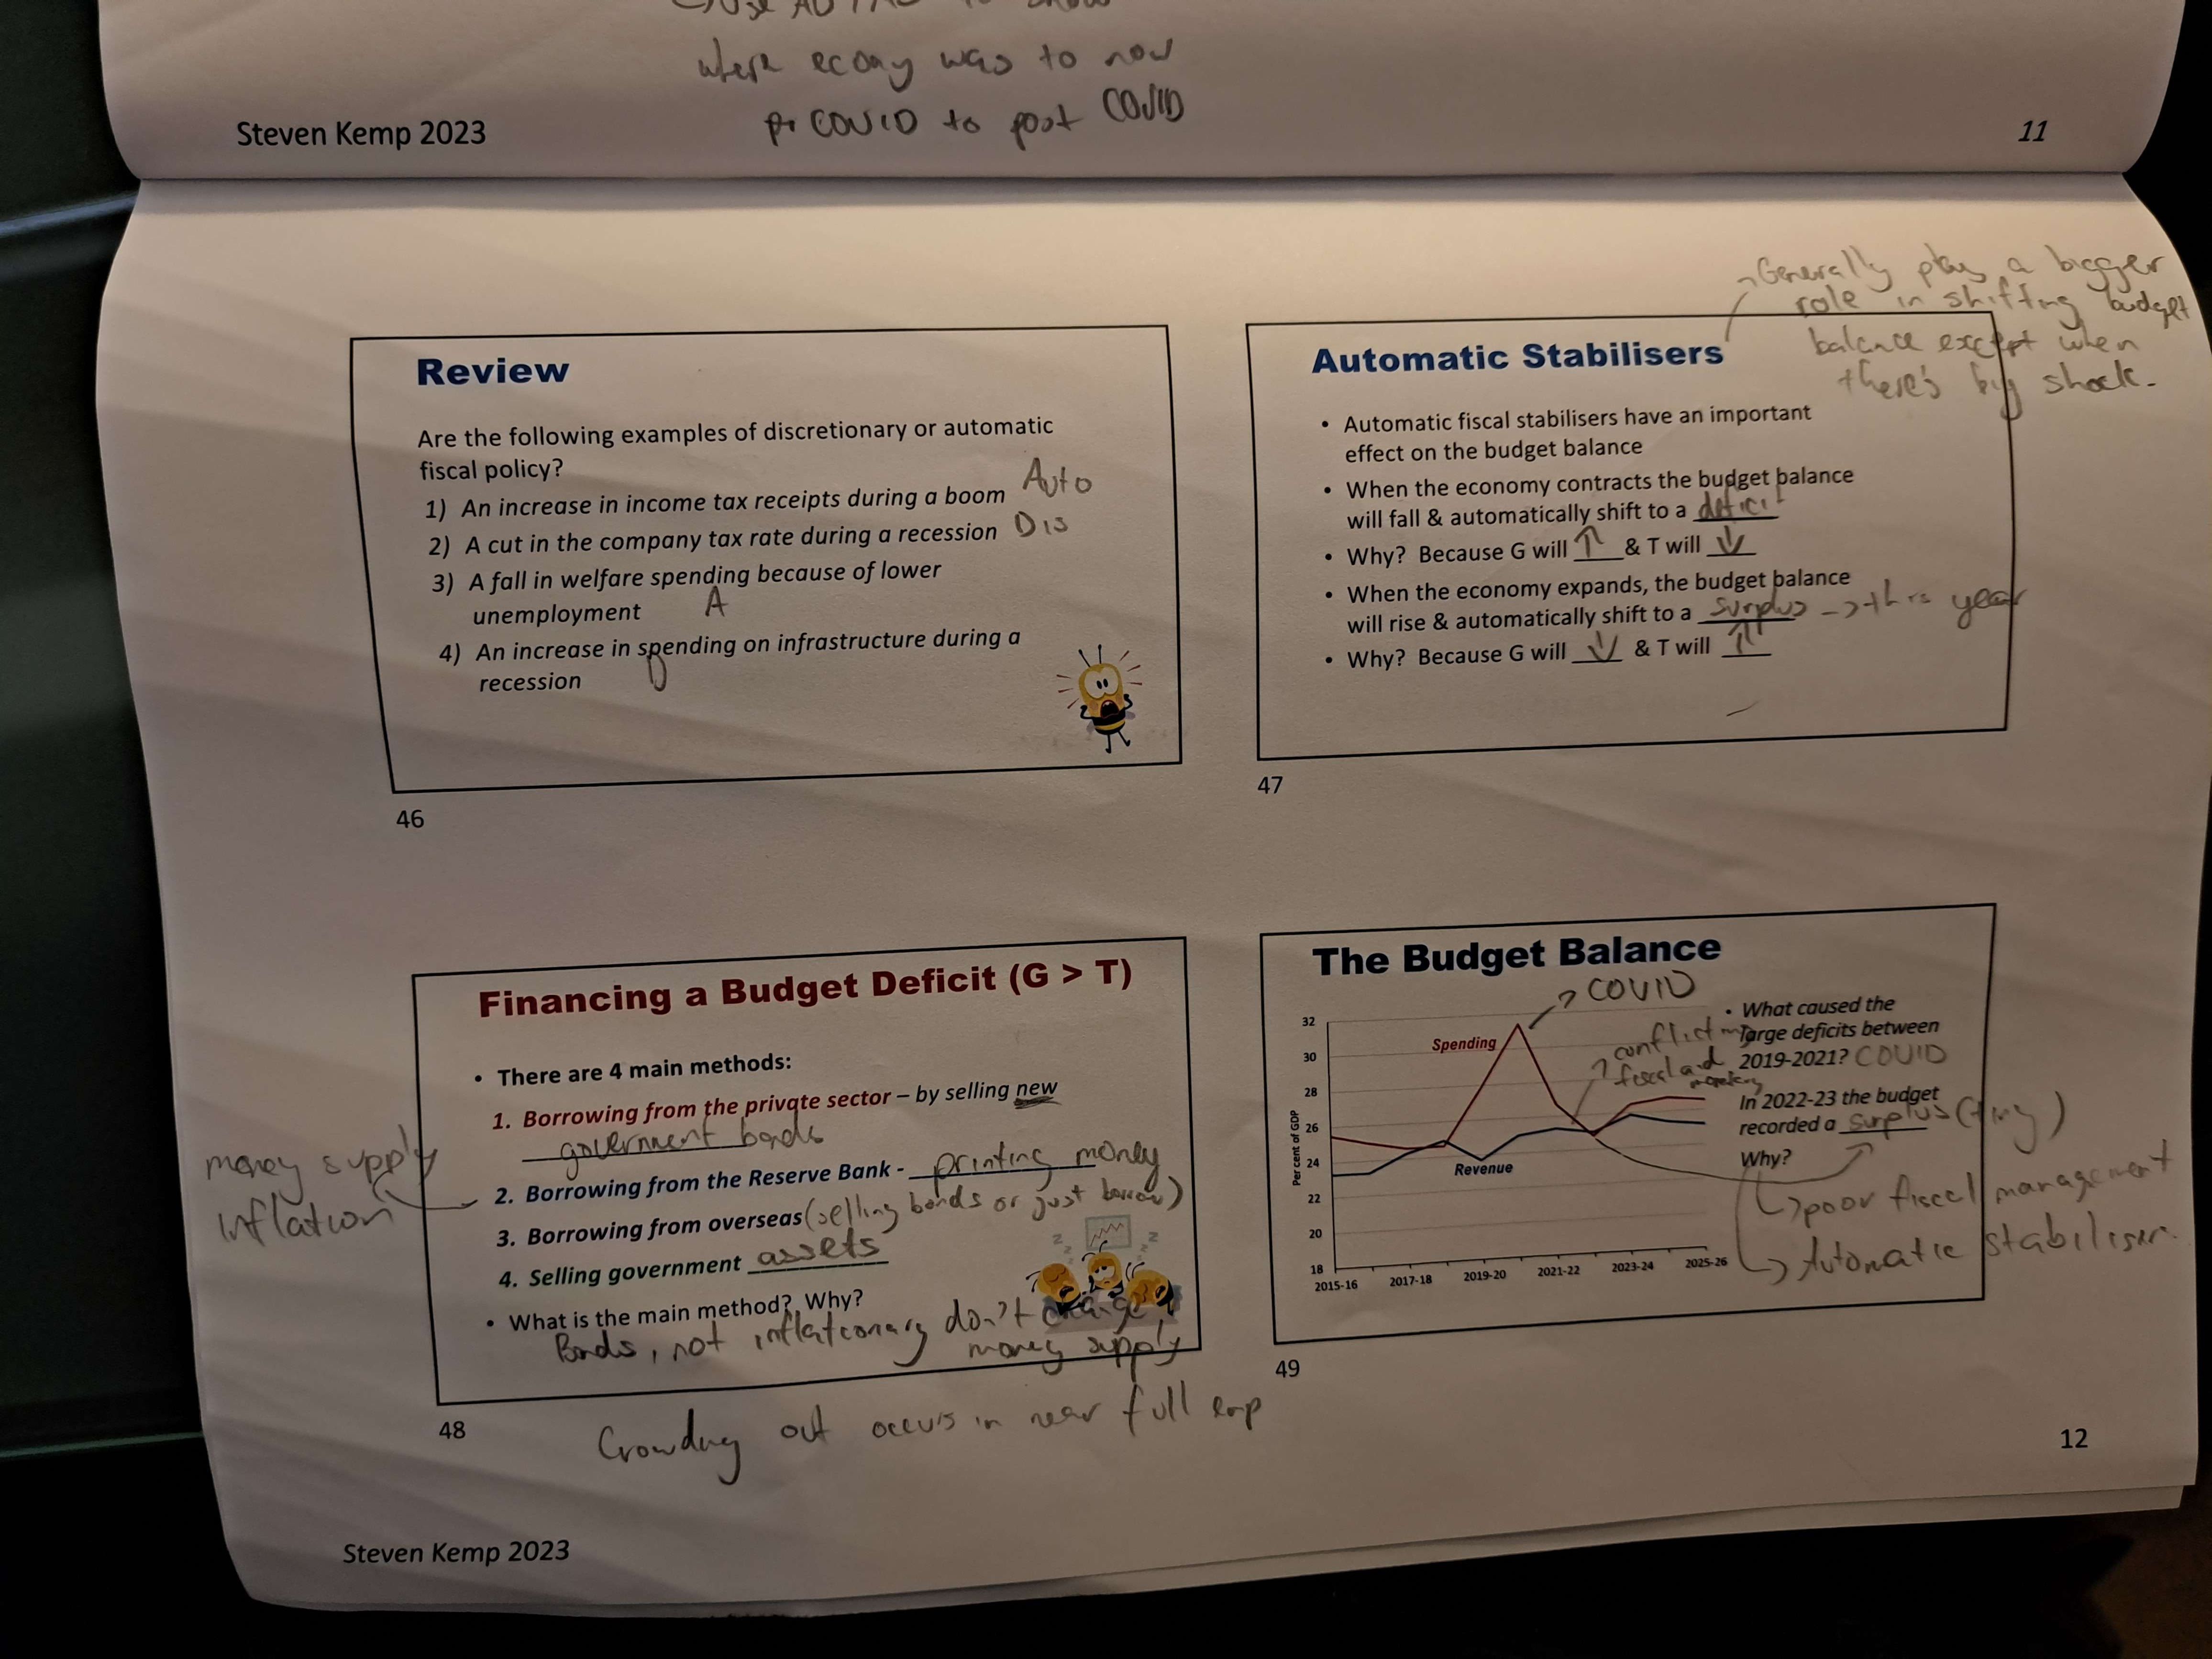 where ecomy was to now
pr COVID to post COVID
Steven Kemp 2023
11
Review
Are the following examples of discretionary or automatic
fiscal policy?
1) An increase in income tax receipts during a boom Auto
2) A cut in the company tax rate during a recession Dis
3) A fall in welfare spending because of lower
unemployment A
4) An increase in spending on infrastructure during a
recession D
46
Generally play a bigger
role in shifting budget
balance except when
there's big shock.
Automatic Stabilisers
• Automatic fiscal stabilisers have an important
effect on the budget balance
• When the economy contracts the budget balance
will fall & automatically shift to a deficit
• Why? Because G will ↑ & T will ↓
• When the economy expands, the budget balance
will rise & automatically shift to a surplus -> this year
• Why? Because G will ↓ & T will ↑
47
Financing a Budget Deficit (G > T)
• There are 4 main methods:
1. Borrowing from the private sector – by selling new
government bonds
2. Borrowing from the Reserve Bank - printing money
3. Borrowing from overseas (selling bonds or just borrow)
4. Selling government assets
• What is the main method? Why?
Bonds, not inflationary don't change
money supply
money supply
inflation
48
Crowding out occurs in near full emp
The Budget Balance
COVID
• What caused the
large deficits between
2019-2021? COVID
conflict
fiscal and
monetary
In 2022-23 the budget
recorded a surplus (tiny)
Why?
poor fiscal management
Automatic stabiliser.
Spending
Revenue
Per cent of GDP
32
30
28
26
24
22
20
18
2015-16 2017-18 2019-20 2021-22 2023-24 2025-26
49
12
Steven Kemp 2023